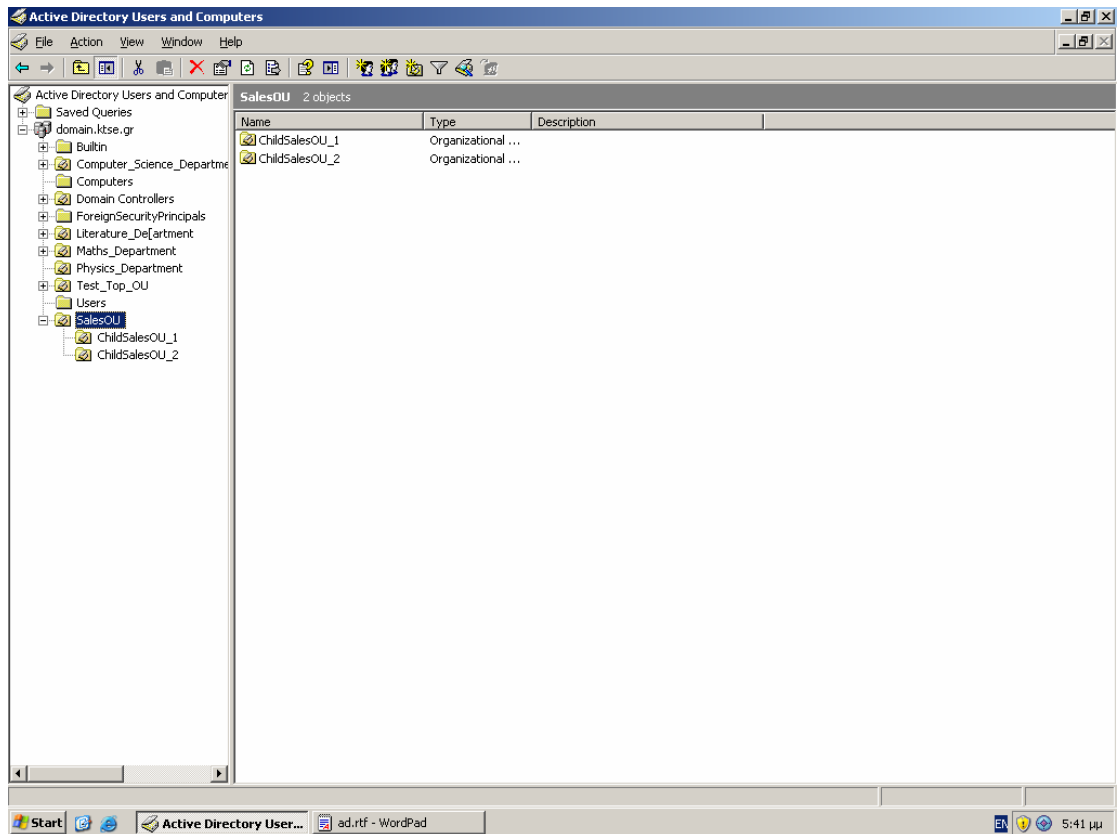 Active Directory Users and Computers
File Action View Window Help
Active Directory Users and Computer
Saved Queries
domain.ktse.gr
Builtin
Computer_Science_Departme
Computers
Domain Controllers
ForeignSecurityPrincipals
Literature_De[artment
Maths_Department
Physics_Department
Test_Top_OU
Users
SalesOU
ChildSalesOU_1
ChildSalesOU_2
SalesOU 2 objects
Name Type Description
ChildSalesOU_1 Organizational ...
ChildSalesOU_2 Organizational ...
Start Active Directory User... ad.rtf - WordPad EN 5:41 μμ